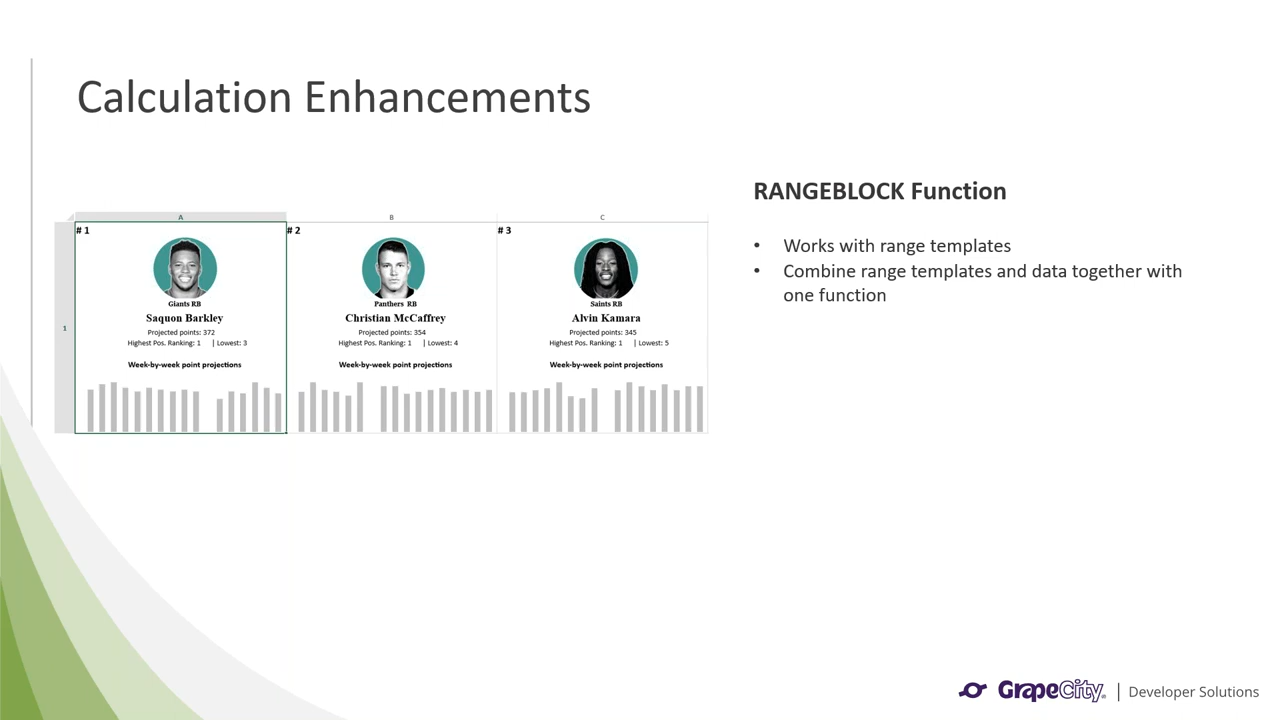 Calculation Enhancements
RANGEBLOCK Function
• Works with range templates
• Combine range templates and data together with
one function
A B C
1
# 1
Giants RB
Saquon Barkley
Projected points: 372
Highest Pos. Ranking: 1 | Lowest: 3
Week-by-week point projections
# 2
Panthers RB
Christian McCaffrey
Projected points: 354
Highest Pos. Ranking: 1 | Lowest: 4
Week-by-week point projections
# 3
Saints RB
Alvin Kamara
Projected points: 345
Highest Pos. Ranking: 1 | Lowest: 5
Week-by-week point projections
GrapeCity | Developer Solutions